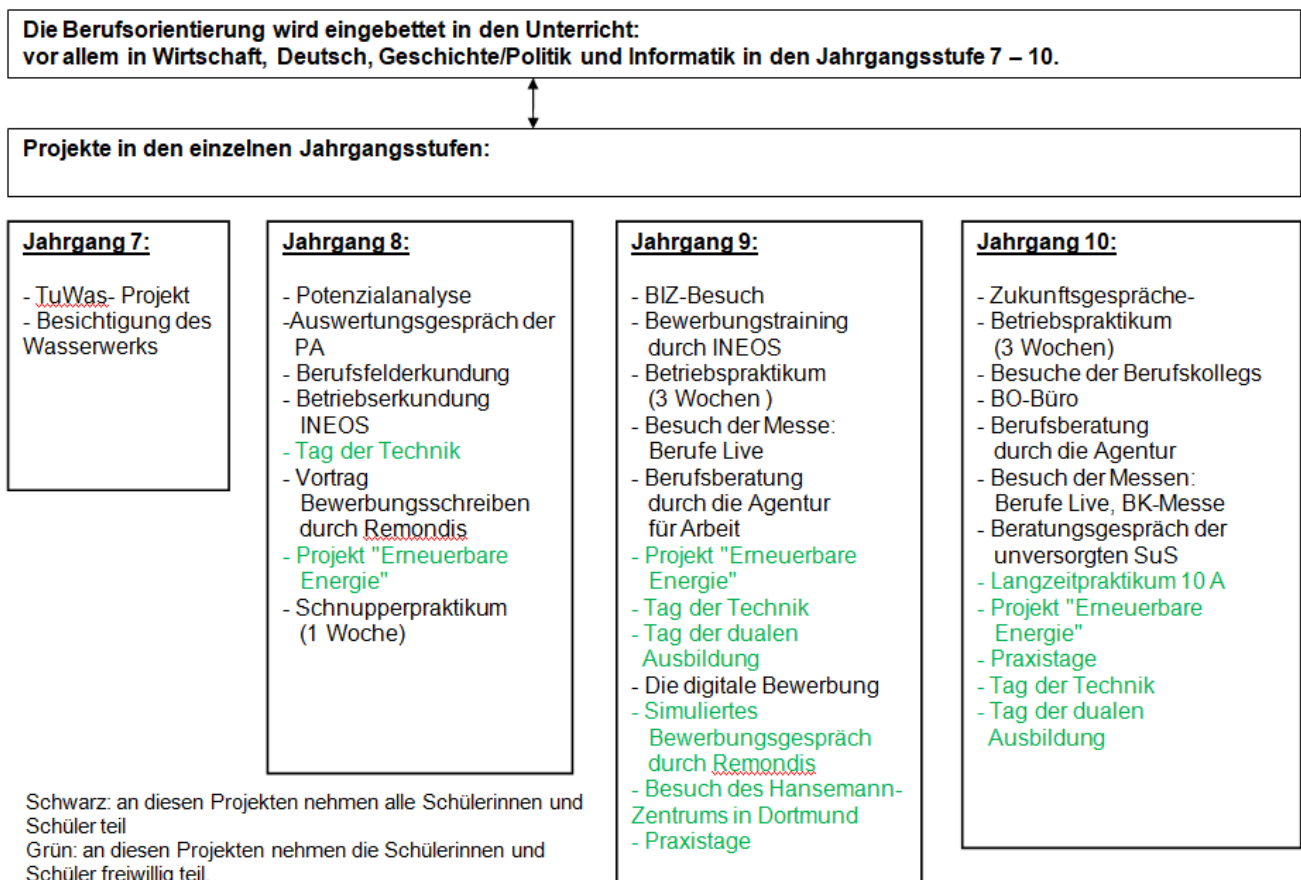 Die Berufsorientierung wird eingebettet in den Unterricht:
vor allem in Wirtschaft, Deutsch, Geschichte/Politik und Informatik in den Jahrgangsstufe 7 – 10.
Projekte in den einzelnen Jahrgangsstufen:
Jahrgang 7:
- TuWas- Projekt
- Besichtigung des
Wasserwerks
Jahrgang 8:
- Potenzialanalyse
-Auswertungsgespräch der
PA
- Berufsfelderkundung
- Betriebserkundung
INEOS
- Tag der Technik
- Vortrag
Bewerbungsschreiben
durch Remondis
- Projekt "Erneuerbare
Energie"
- Schnupperpraktikum
(1 Woche)
Jahrgang 9:
- BIZ-Besuch
- Bewerbungstraining
durch INEOS
- Betriebspraktikum
(3 Wochen )
- Besuch der Messe:
Berufe Live
- Berufsberatung
durch die Agentur
für Arbeit
- Projekt "Erneuerbare
Energie"
- Tag der Technik
- Tag der dualen
Ausbildung
- Die digitale Bewerbung
- Simuliertes
Bewerbungsgespräch
durch Remondis
- Besuch des Hansemann-
Zentrums in Dortmund
- Praxistage
Jahrgang 10:
- Zukunftsgespräche-
- Betriebspraktikum
(3 Wochen)
- Besuche der Berufskollegs
- BO-Büro
- Berufsberatung
durch die Agentur
- Besuch der Messen:
Berufe Live, BK-Messe
- Beratungsgespräch der
unversorgten SuS
- Langzeitpraktikum 10 A
- Projekt "Erneuerbare
Energie"
- Praxistage
- Tag der Technik
- Tag der dualen
Ausbildung
Schwarz: an diesen Projekten nehmen alle Schülerinnen und
Schüler teil
Grün: an diesen Projekten nehmen die Schülerinnen und
Schüler freiwillig teil